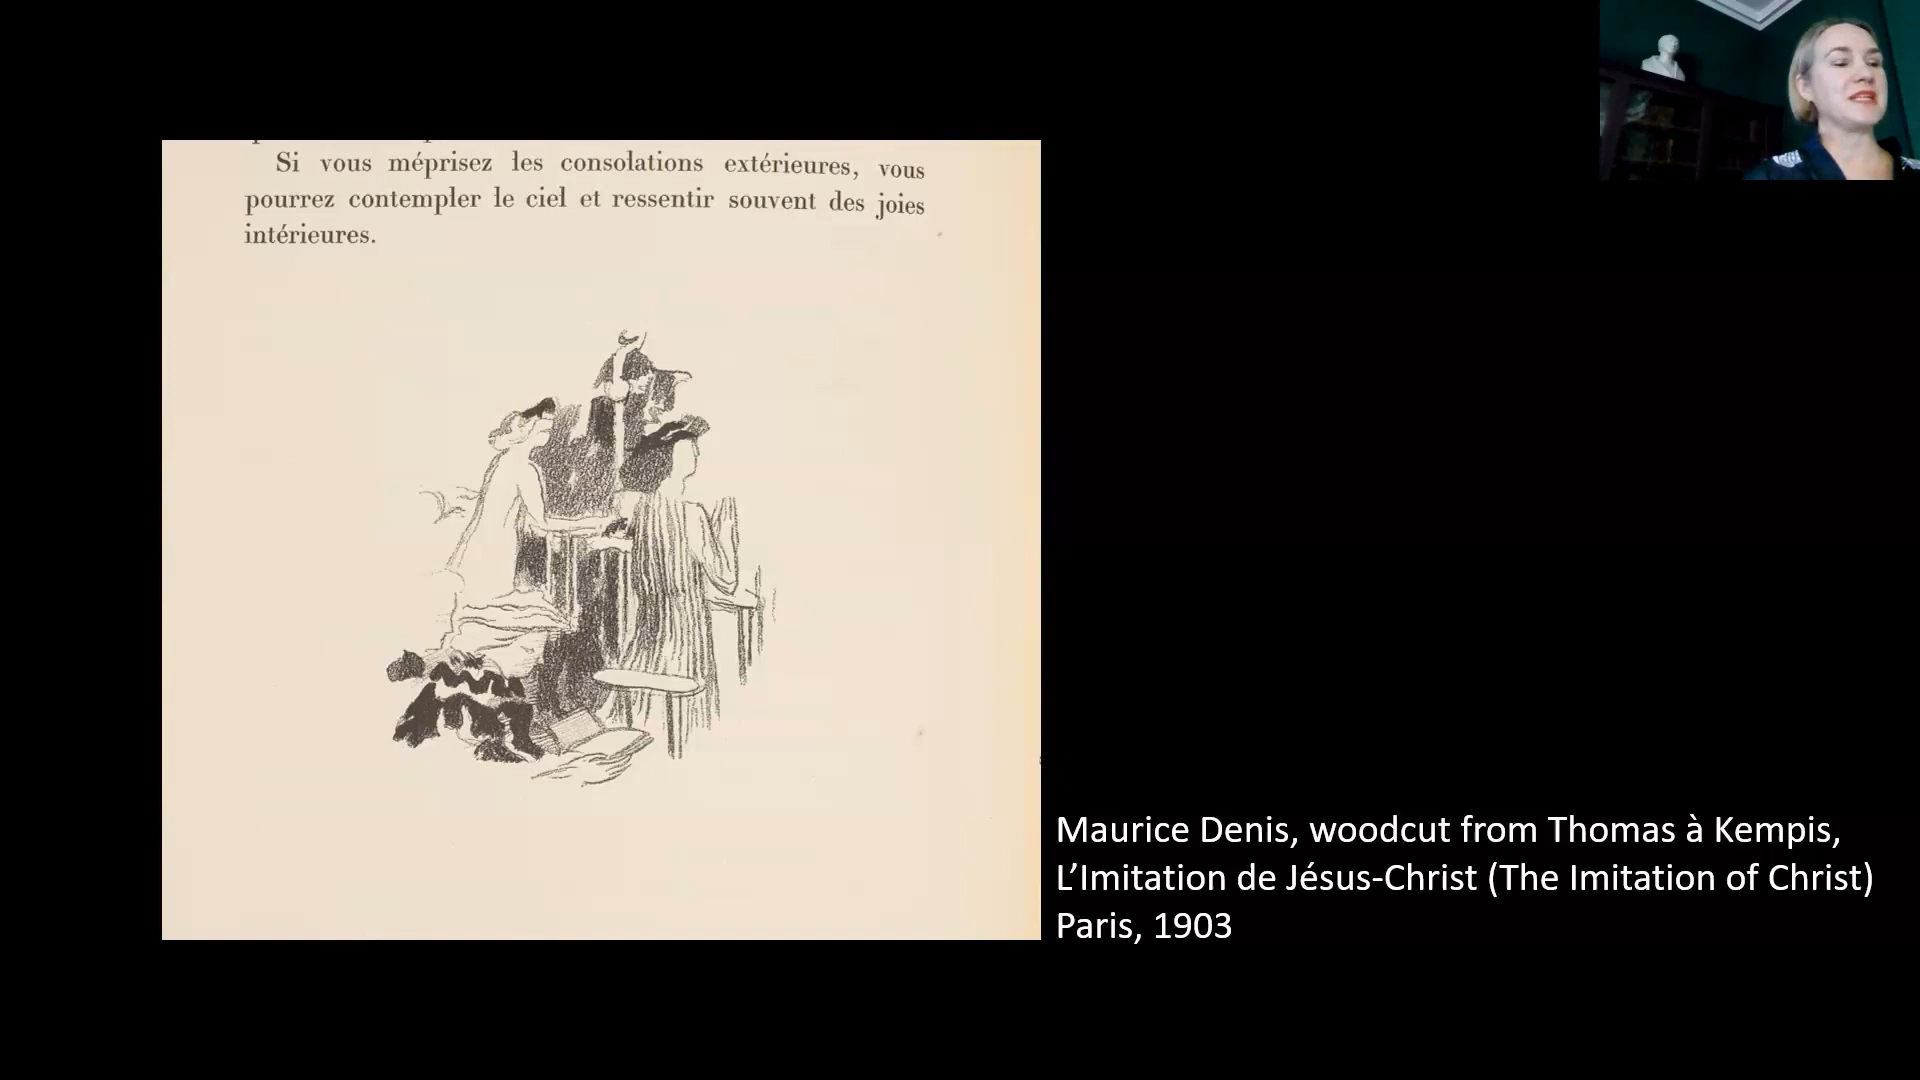 Si vous méprisez les consolations extérieures, vous
pourrez contempler le ciel et ressentir souvent des joies
intérieures.
Maurice Denis, woodcut from Thomas à Kempis,
L’Imitation de Jésus-Christ (The Imitation of Christ)
Paris, 1903